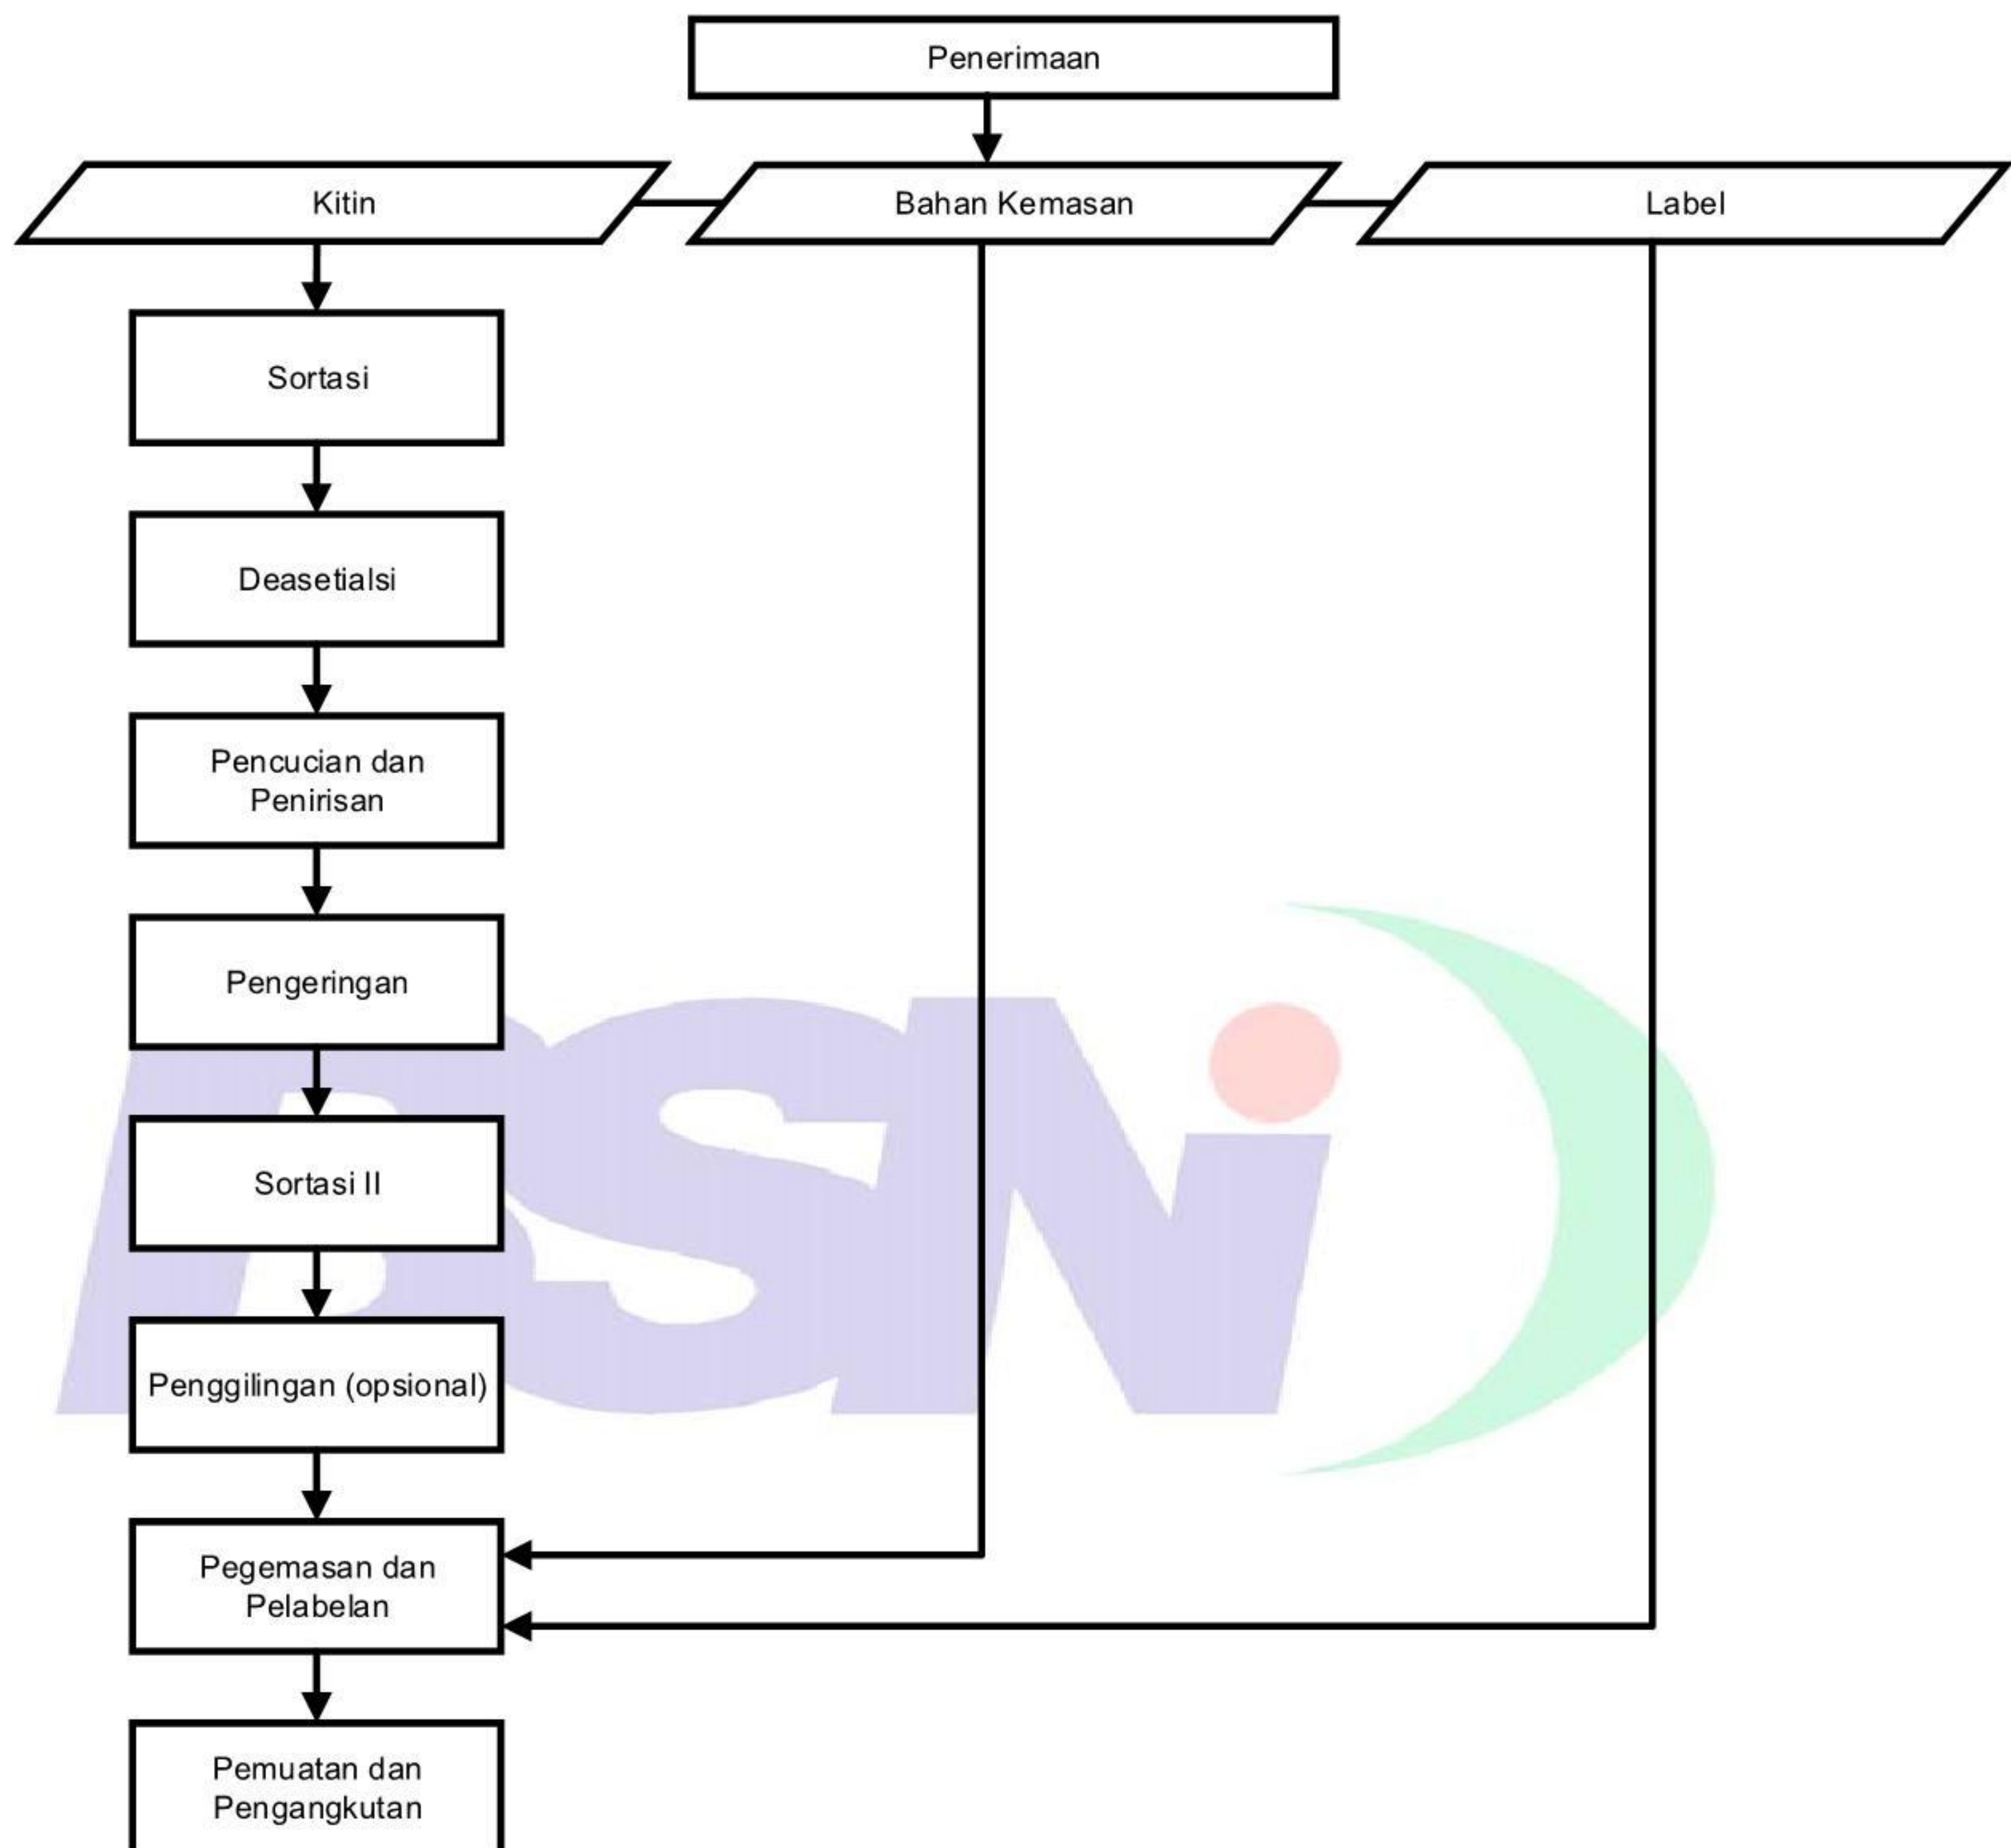 Penerimaan
Kitin
Bahan Kemasan
Label
Sortasi
Deasetialsi
Pencucian dan
Penirisan
Pengeringan
Sortasi II
Penggilingan (opsional)
Pegemasan dan
Pelabelan
Pemuatan dan
Pengangkutan
BSNi